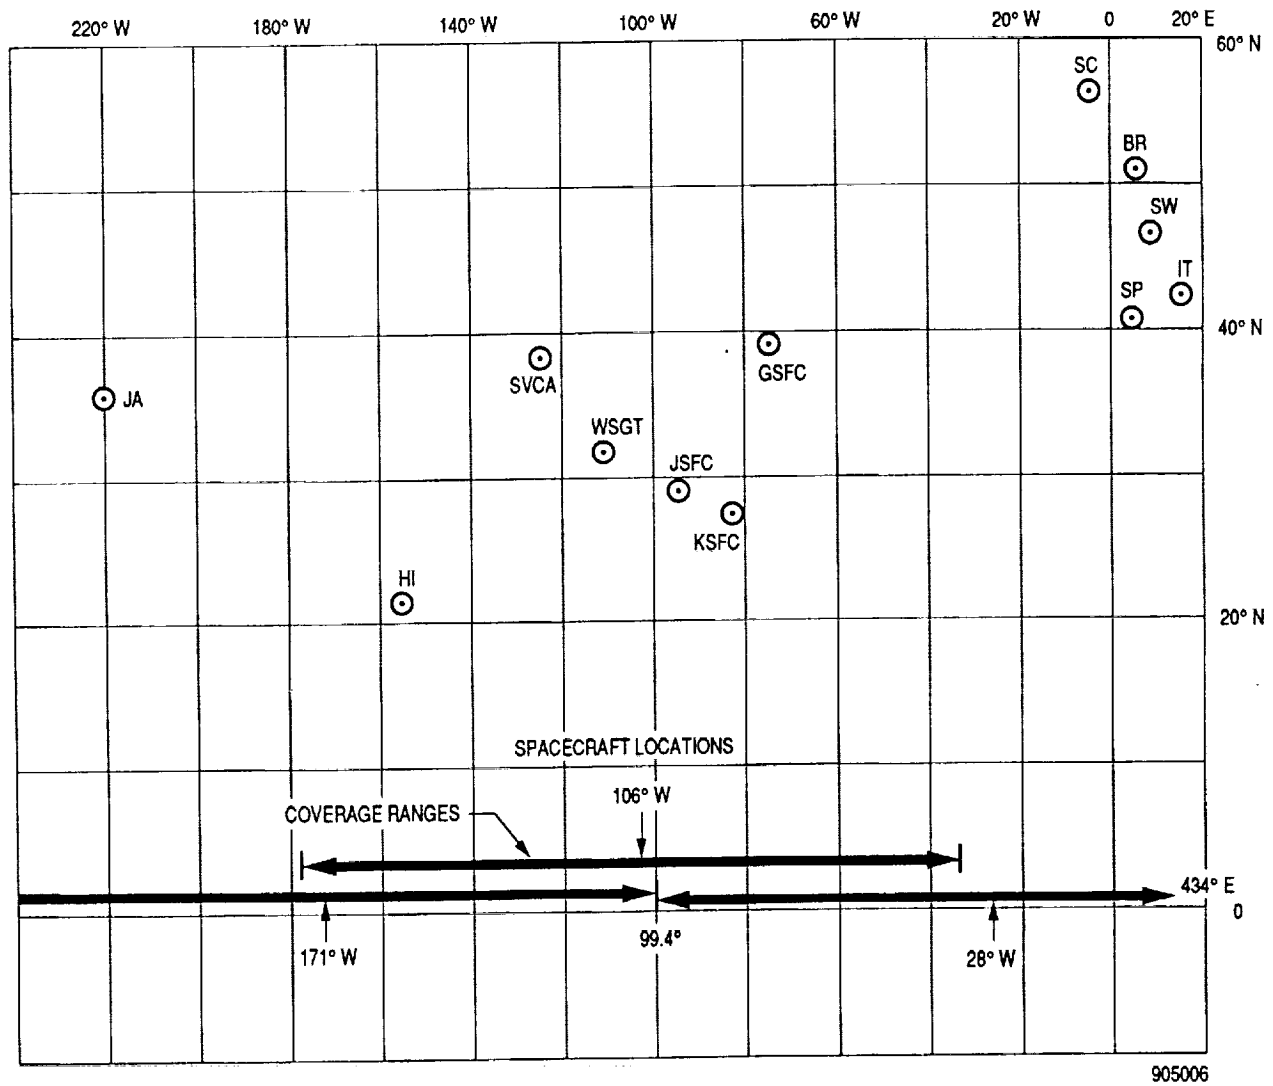 220° W 180° W 140° W 100° W 60° W 20° W 0 20° E
60° N
SC
BR
SW
IT
SP
40° N
GSFC
SVCA
JA
WSGT
JSFC
KSFC
HI
20° N
SPACECRAFT LOCATIONS
106° W
COVERAGE RANGES
434° E
0
99.4°
171° W
28° W
905006